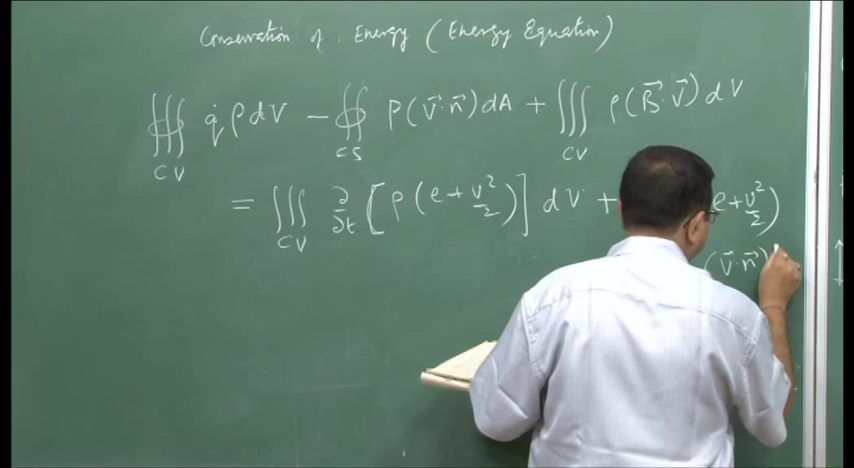 Conservation of. Energy (Energy Equation)
∰ q̇ ρ dV − ∯ P(V⃗·n⃗) dA + ∭ ρ(B⃗·V⃗) dV
CV CS CV
= ∭ ∂/∂t [ρ(e + v²/2)] dV + e + v²/2)
CV (V⃗·n⃗)